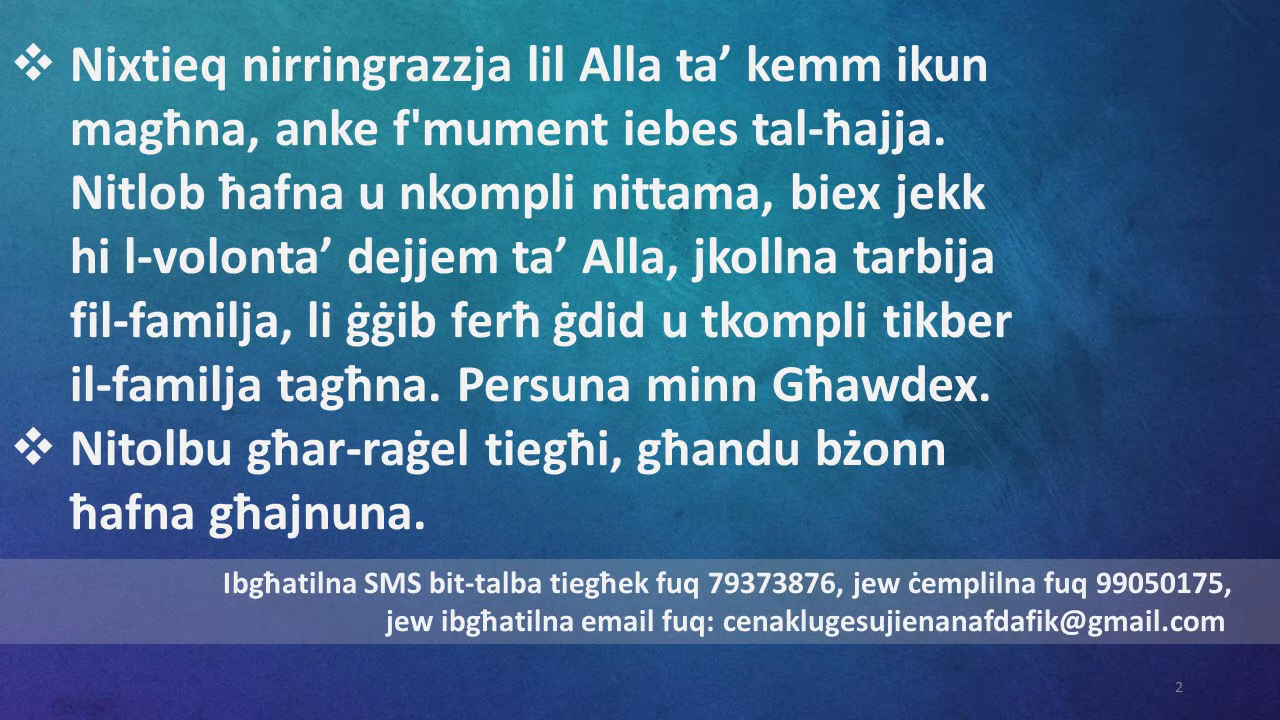 ❖ Nixtieq nirringrazzja lil Alla ta’ kemm ikun
magħna, anke f'mument iebes tal-ħajja.
Nitlob ħafna u nkompli nittama, biex jekk
hi l-volonta’ dejjem ta’ Alla, jkollna tarbija
fil-familja, li ġġib ferħ ġdid u tkompli tikber
il-familja tagħna. Persuna minn Għawdex.
❖ Nitolbu għar-raġel tiegħi, għandu bżonn
ħafna għajnuna.
Ibgħatilna SMS bit-talba tiegħek fuq 79373876, jew ċemplilna fuq 99050175,
jew ibgħatilna email fuq: cenaklugesujienanafdafik@gmail.com
2